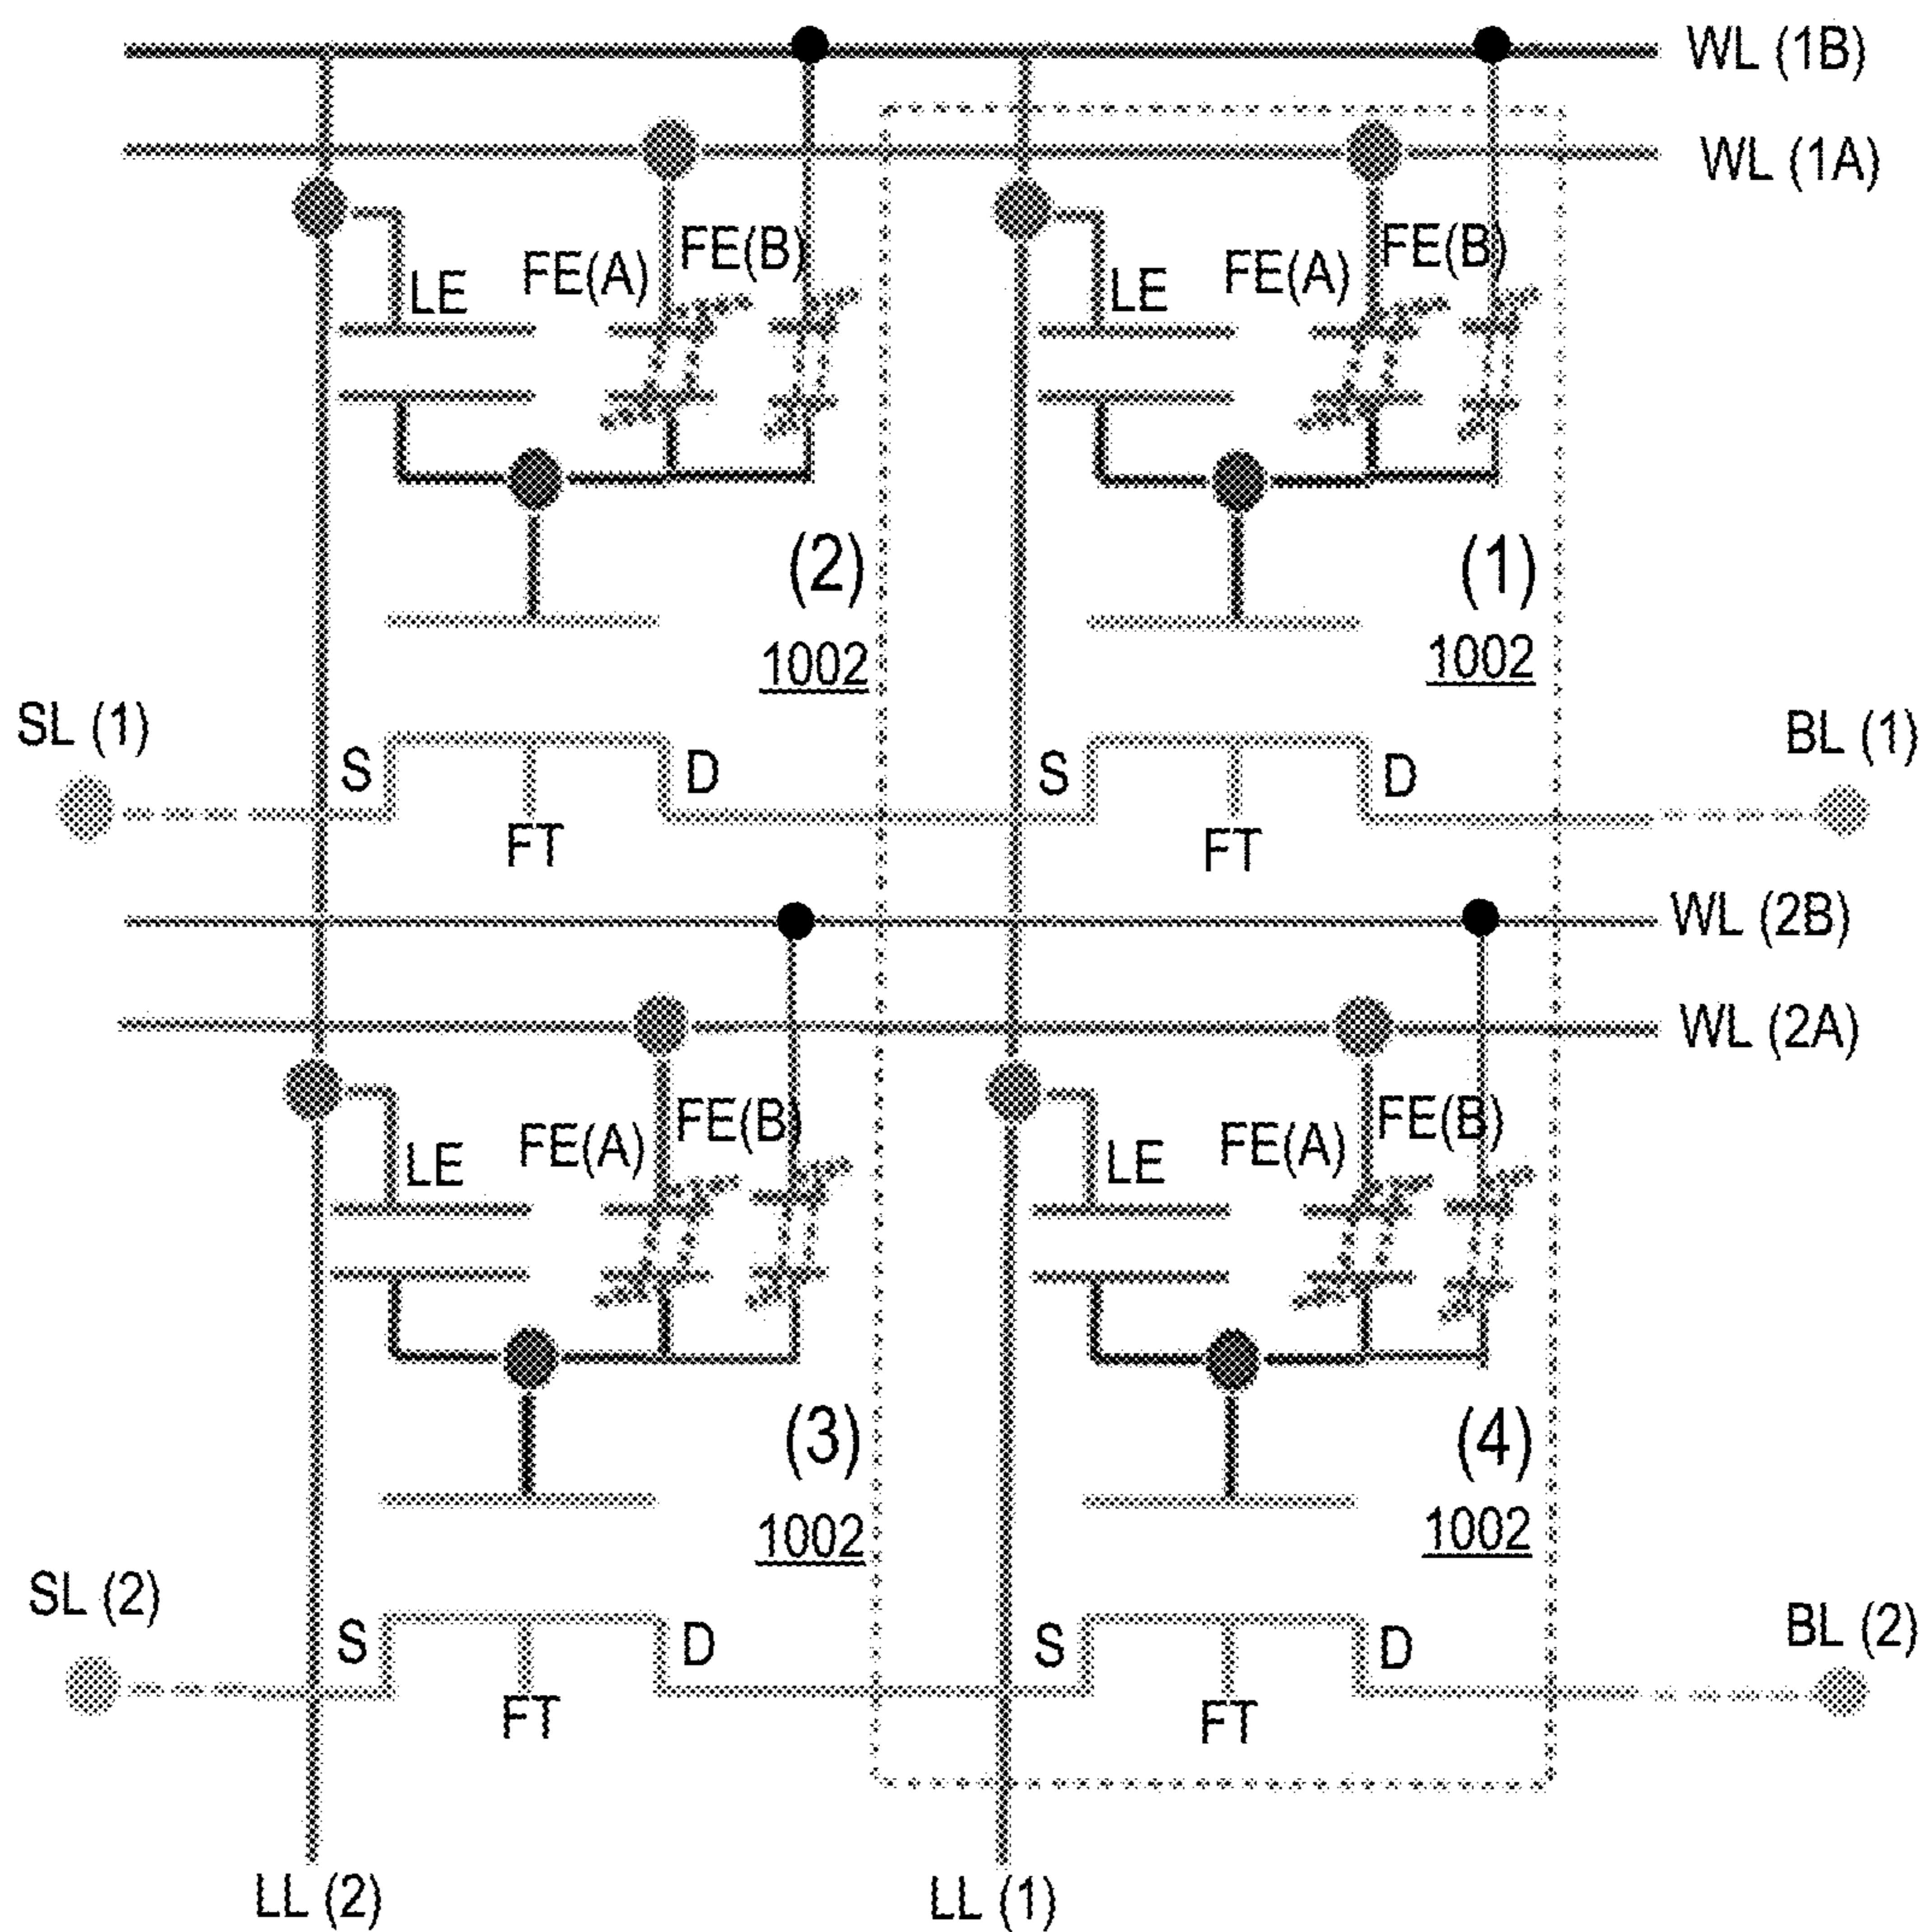 WL (1B)
WL (1A)
FE(A) FE(B) FE(A) FE(B)
LE LE
(2) (1)
1002 1002
SL (1) S D S D BL (1)
FT FT
WL (2B)
WL (2A)
FE(A) FE(B) FE(A) FE(B)
LE LE
(3) (4)
1002 1002
SL (2) S D S D BL (2)
FT FT
LL (2) LL (1)